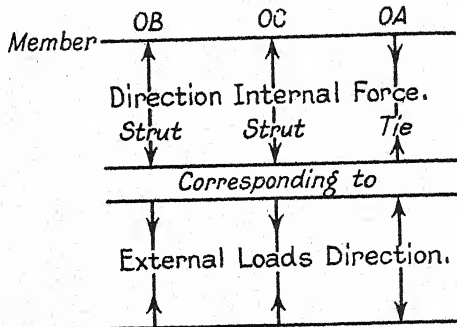 OB OC OA
Member
Direction Internal Force.
Strut Strut Tie
Corresponding to
External Loads Direction.